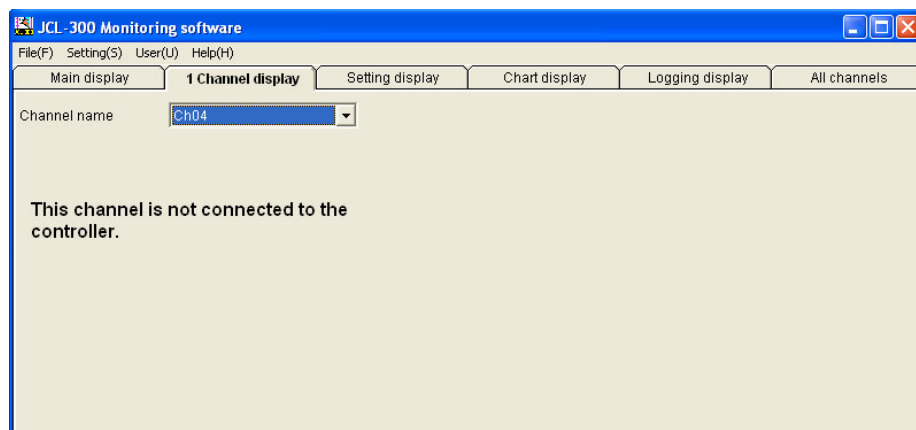 JCL-300 Monitoring software
File(F) Setting(S) User(U) Help(H)
Main display 1 Channel display Setting display Chart display Logging display All channels
Channel name Ch04
This channel is not connected to the
controller.